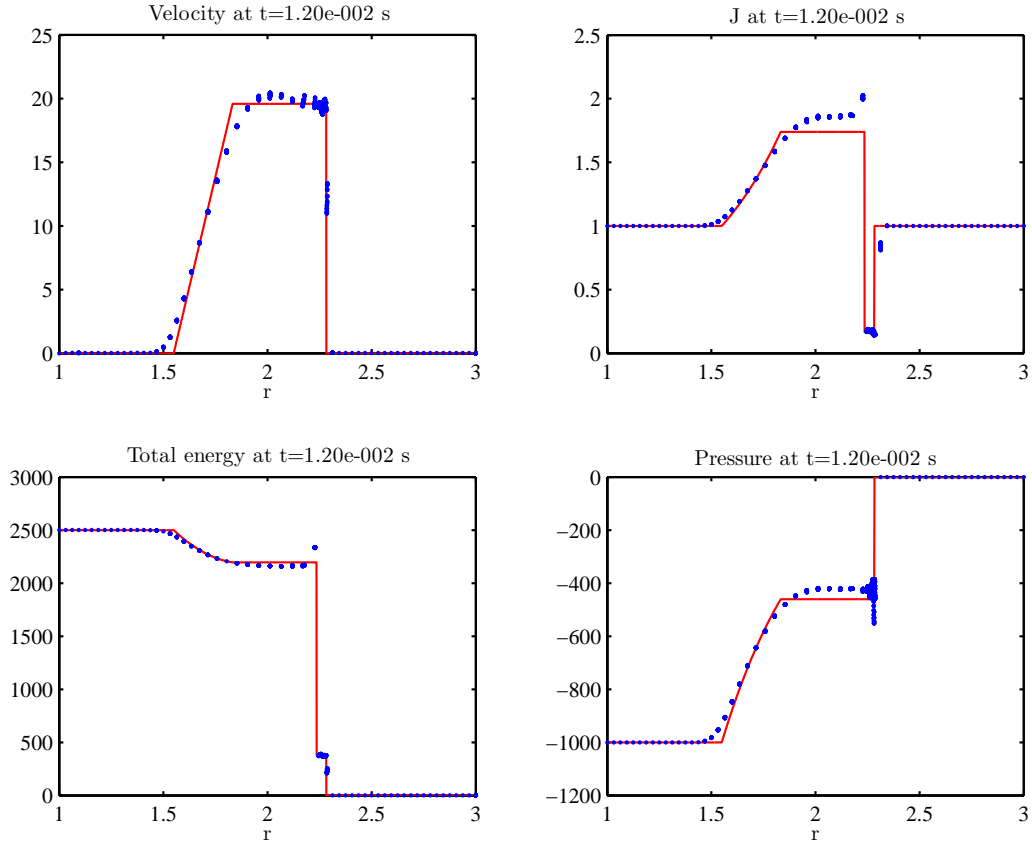 Velocity at t=1.20e-002 s
25
20
15
10
5
0
1 1.5 2 2.5 3
r
J at t=1.20e-002 s
2.5
2
1.5
1
0.5
0
1 1.5 2 2.5 3
r
Total energy at t=1.20e-002 s
3000
2500
2000
1500
1000
500
0
1 1.5 2 2.5 3
r
Pressure at t=1.20e-002 s
0
−200
−400
−600
−800
−1000
−1200
1 1.5 2 2.5 3
r